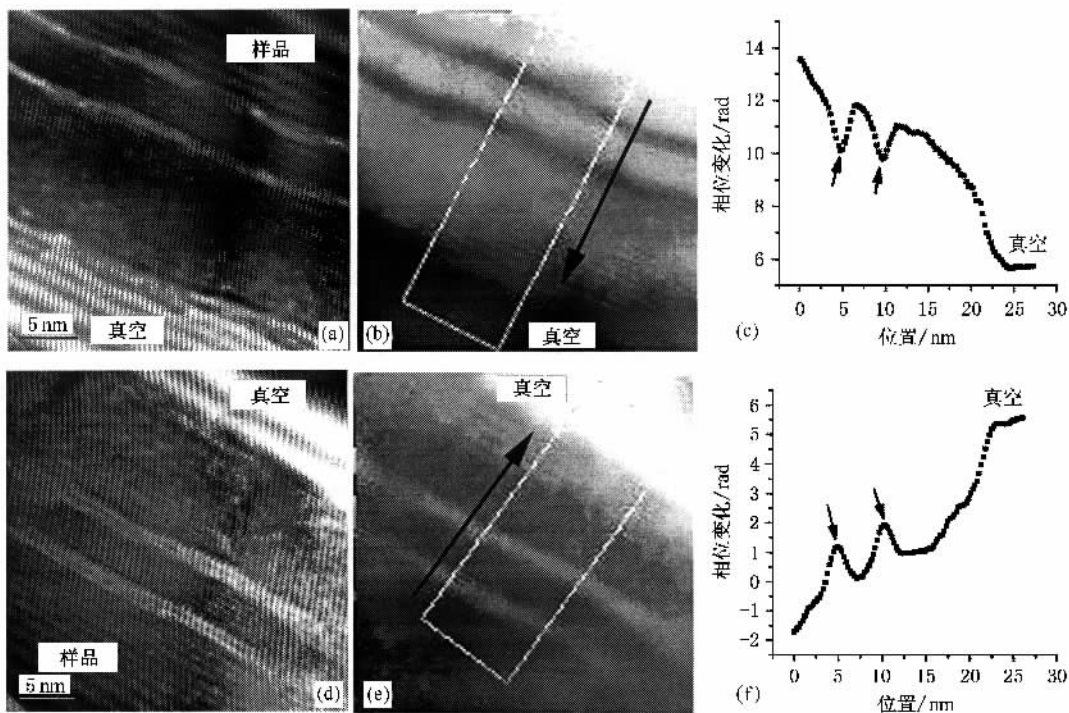 样品
5 nm
真空
(a)
(b)
真空
14
12
10
8
6
相位变化/rad
真空
0 5 10 15 20 25 30
(c)
位置/nm
真空
样品
5 nm
(d)
真空
(e)
6
5
4
3
2
1
0
-1
-2
相位变化/rad
真空
0 5 10 15 20 25 30
(f)
位置/nm